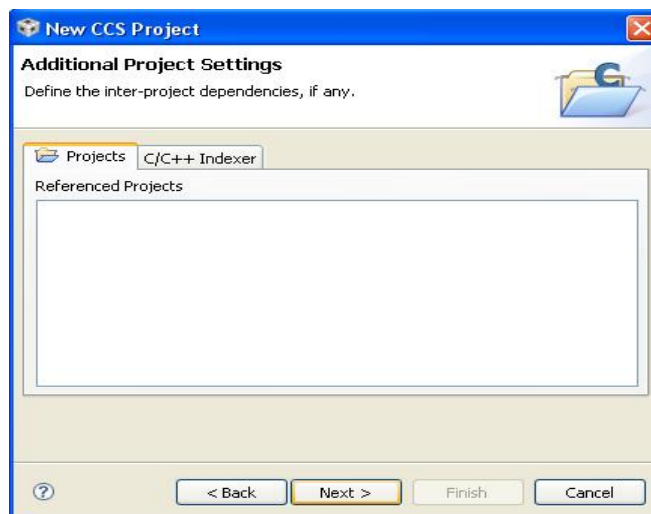 New CCS Project
Additional Project Settings
Define the inter-project dependencies, if any.
Projects C/C++ Indexer
Referenced Projects
< Back Next > Finish Cancel